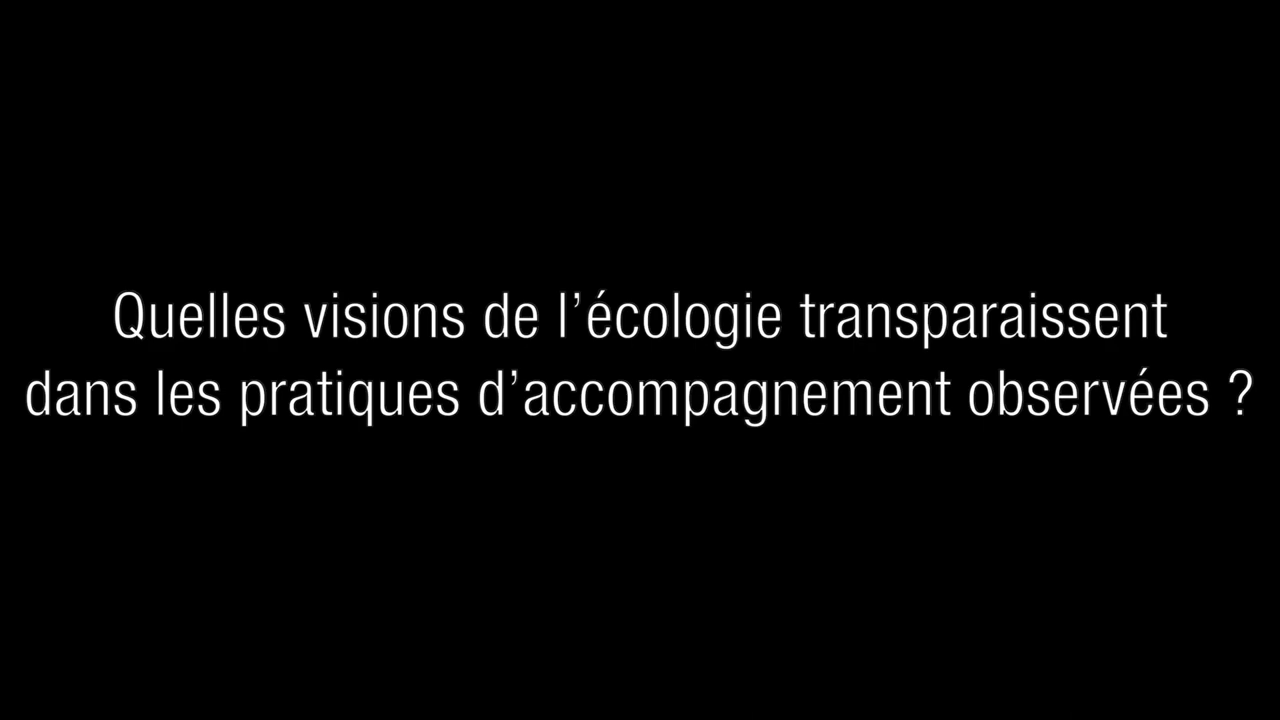 Quelles visions de l’écologie transparaissent
dans les pratiques d’accompagnement observées ?